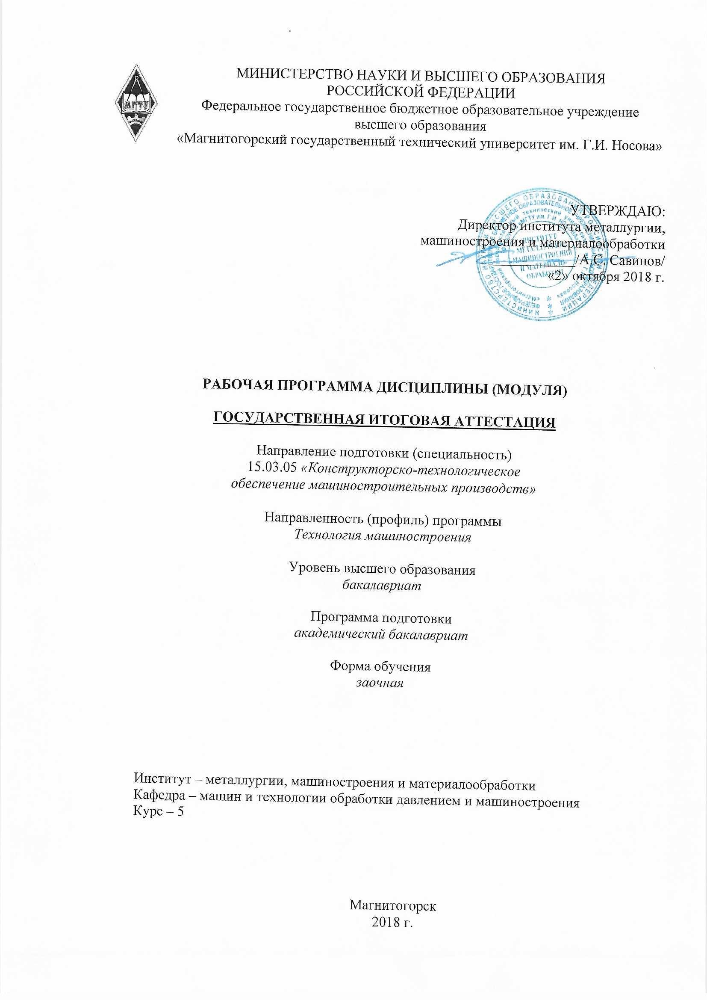 МГТУ
МИНИСТЕРСТВО НАУКИ И ВЫСШЕГО ОБРАЗОВАНИЯ
РОССИЙСКОЙ ФЕДЕРАЦИИ
Федеральное государственное бюджетное образовательное учреждение
высшего образования
«Магнитогорский государственный технический университет им. Г.И. Носова»
УТВЕРЖДАЮ:
Директор института металлургии,
машиностроения и материалообработки
/А.С. Савинов/
«2» октября 2018 г.
РАБОЧАЯ ПРОГРАММА ДИСЦИПЛИНЫ (МОДУЛЯ)
ГОСУДАРСТВЕННАЯ ИТОГОВАЯ АТТЕСТАЦИЯ
Направление подготовки (специальность)
15.03.05 «Конструкторско-технологическое
обеспечение машиностроительных производств»
Направленность (профиль) программы
Технология машиностроения
Уровень высшего образования
бакалавриат
Программа подготовки
академический бакалавриат
Форма обучения
заочная
Институт – металлургии, машиностроения и материалообработки
Кафедра – машин и технологии обработки давлением и машиностроения
Курс – 5
Магнитогорск
2018 г.